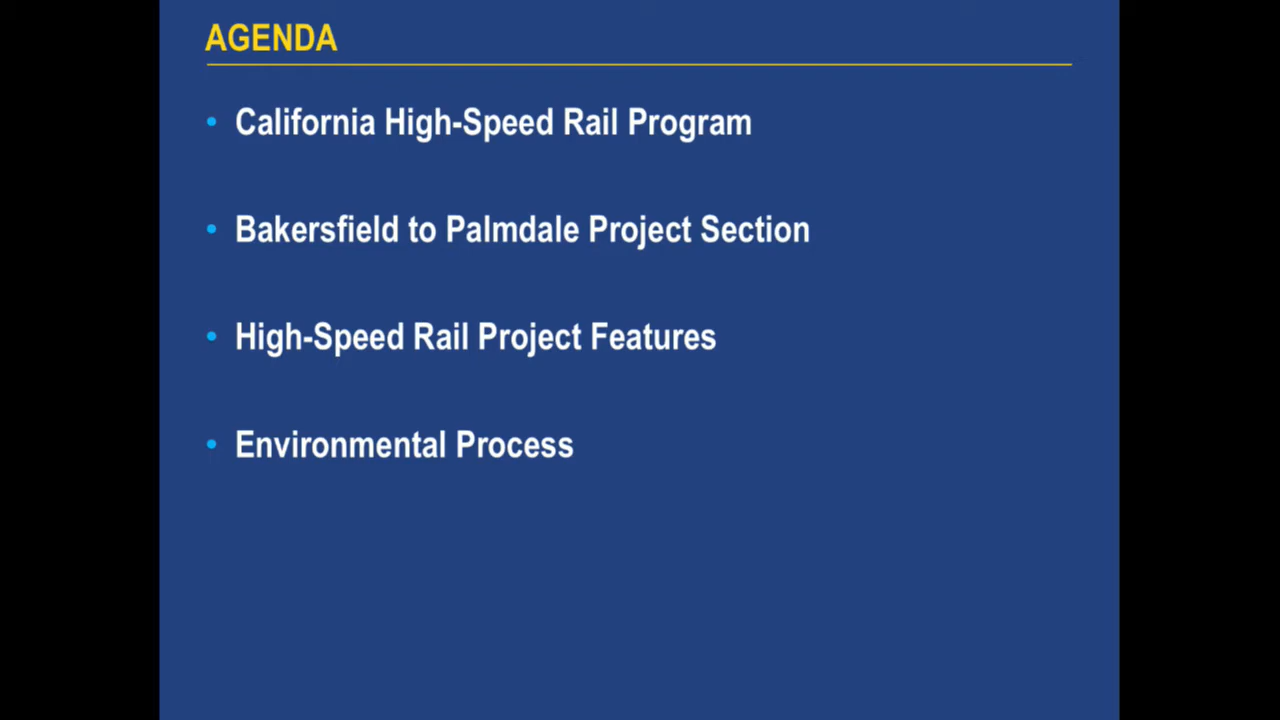 AGENDA
• California High-Speed Rail Program
• Bakersfield to Palmdale Project Section
• High-Speed Rail Project Features
• Environmental Process